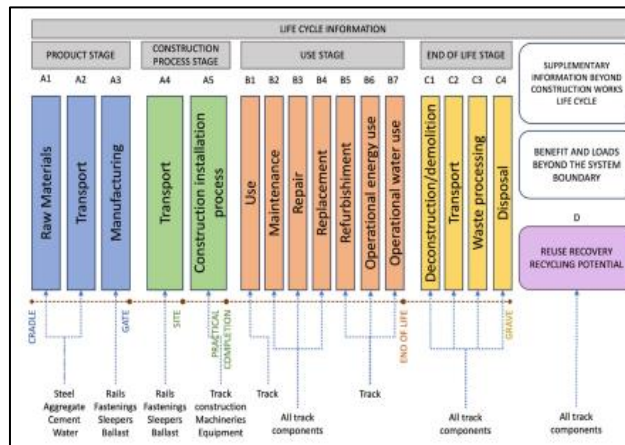 LIFE CYCLE INFORMATION
PRODUCT STAGE
CONSTRUCTION
PROCESS STAGE
USE STAGE
END OF LIFE STAGE
A1 A2 A3 A4 A5 B1 B2 B3 B4 B5 B6 B7 C1 C2 C3 C4
Raw Materials
Transport
Manufacturing
Transport
Construction installation
process
Use
Maintenance
Repair
Replacement
Refurbishiment
Operational energy use
Operational water use
Deconstruction/demolition
Transport
Waste processing
Disposal
SUPPLEMENTARY
INFORMATION BEYOND
CONSTRUCTION WORKS
LIFE CYCLE
BENEFIT AND LOADS
BEYOND THE SYSTEM
BOUNDARY
D
REUSE RECOVERY
RECYCLING POTENTIAL
CRADLE
GATE
SITE
PRACTICAL
COMPLETION
END OF LIFE
GRAVE
Steel
Aggregate
Cement
Water
Rails
Fastenings
Sleepers
Ballast
Rails
Fastenings
Sleepers
Ballast
Track
construction
Machineries
Equipment
Track
All track
components
Track
All track
components
All track
components